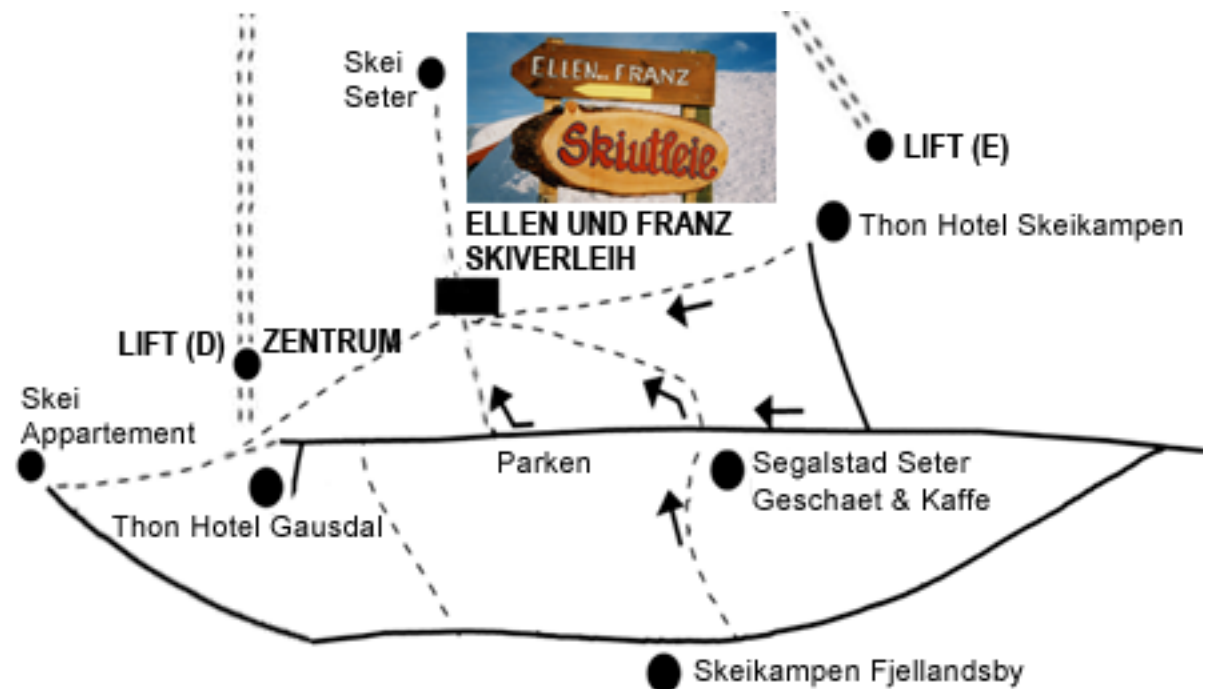 Skei
Seter
ELLEN
FRANZ
Skiutleie
ELLEN UND FRANZ
SKIVERLEIH
LIFT (E)
Thon Hotel Skeikampen
LIFT (D)
ZENTRUM
Skei
Appartement
Parken
Segalstad Seter
Geschaet & Kaffe
Thon Hotel Gausdal
Skeikampen Fjellandsby